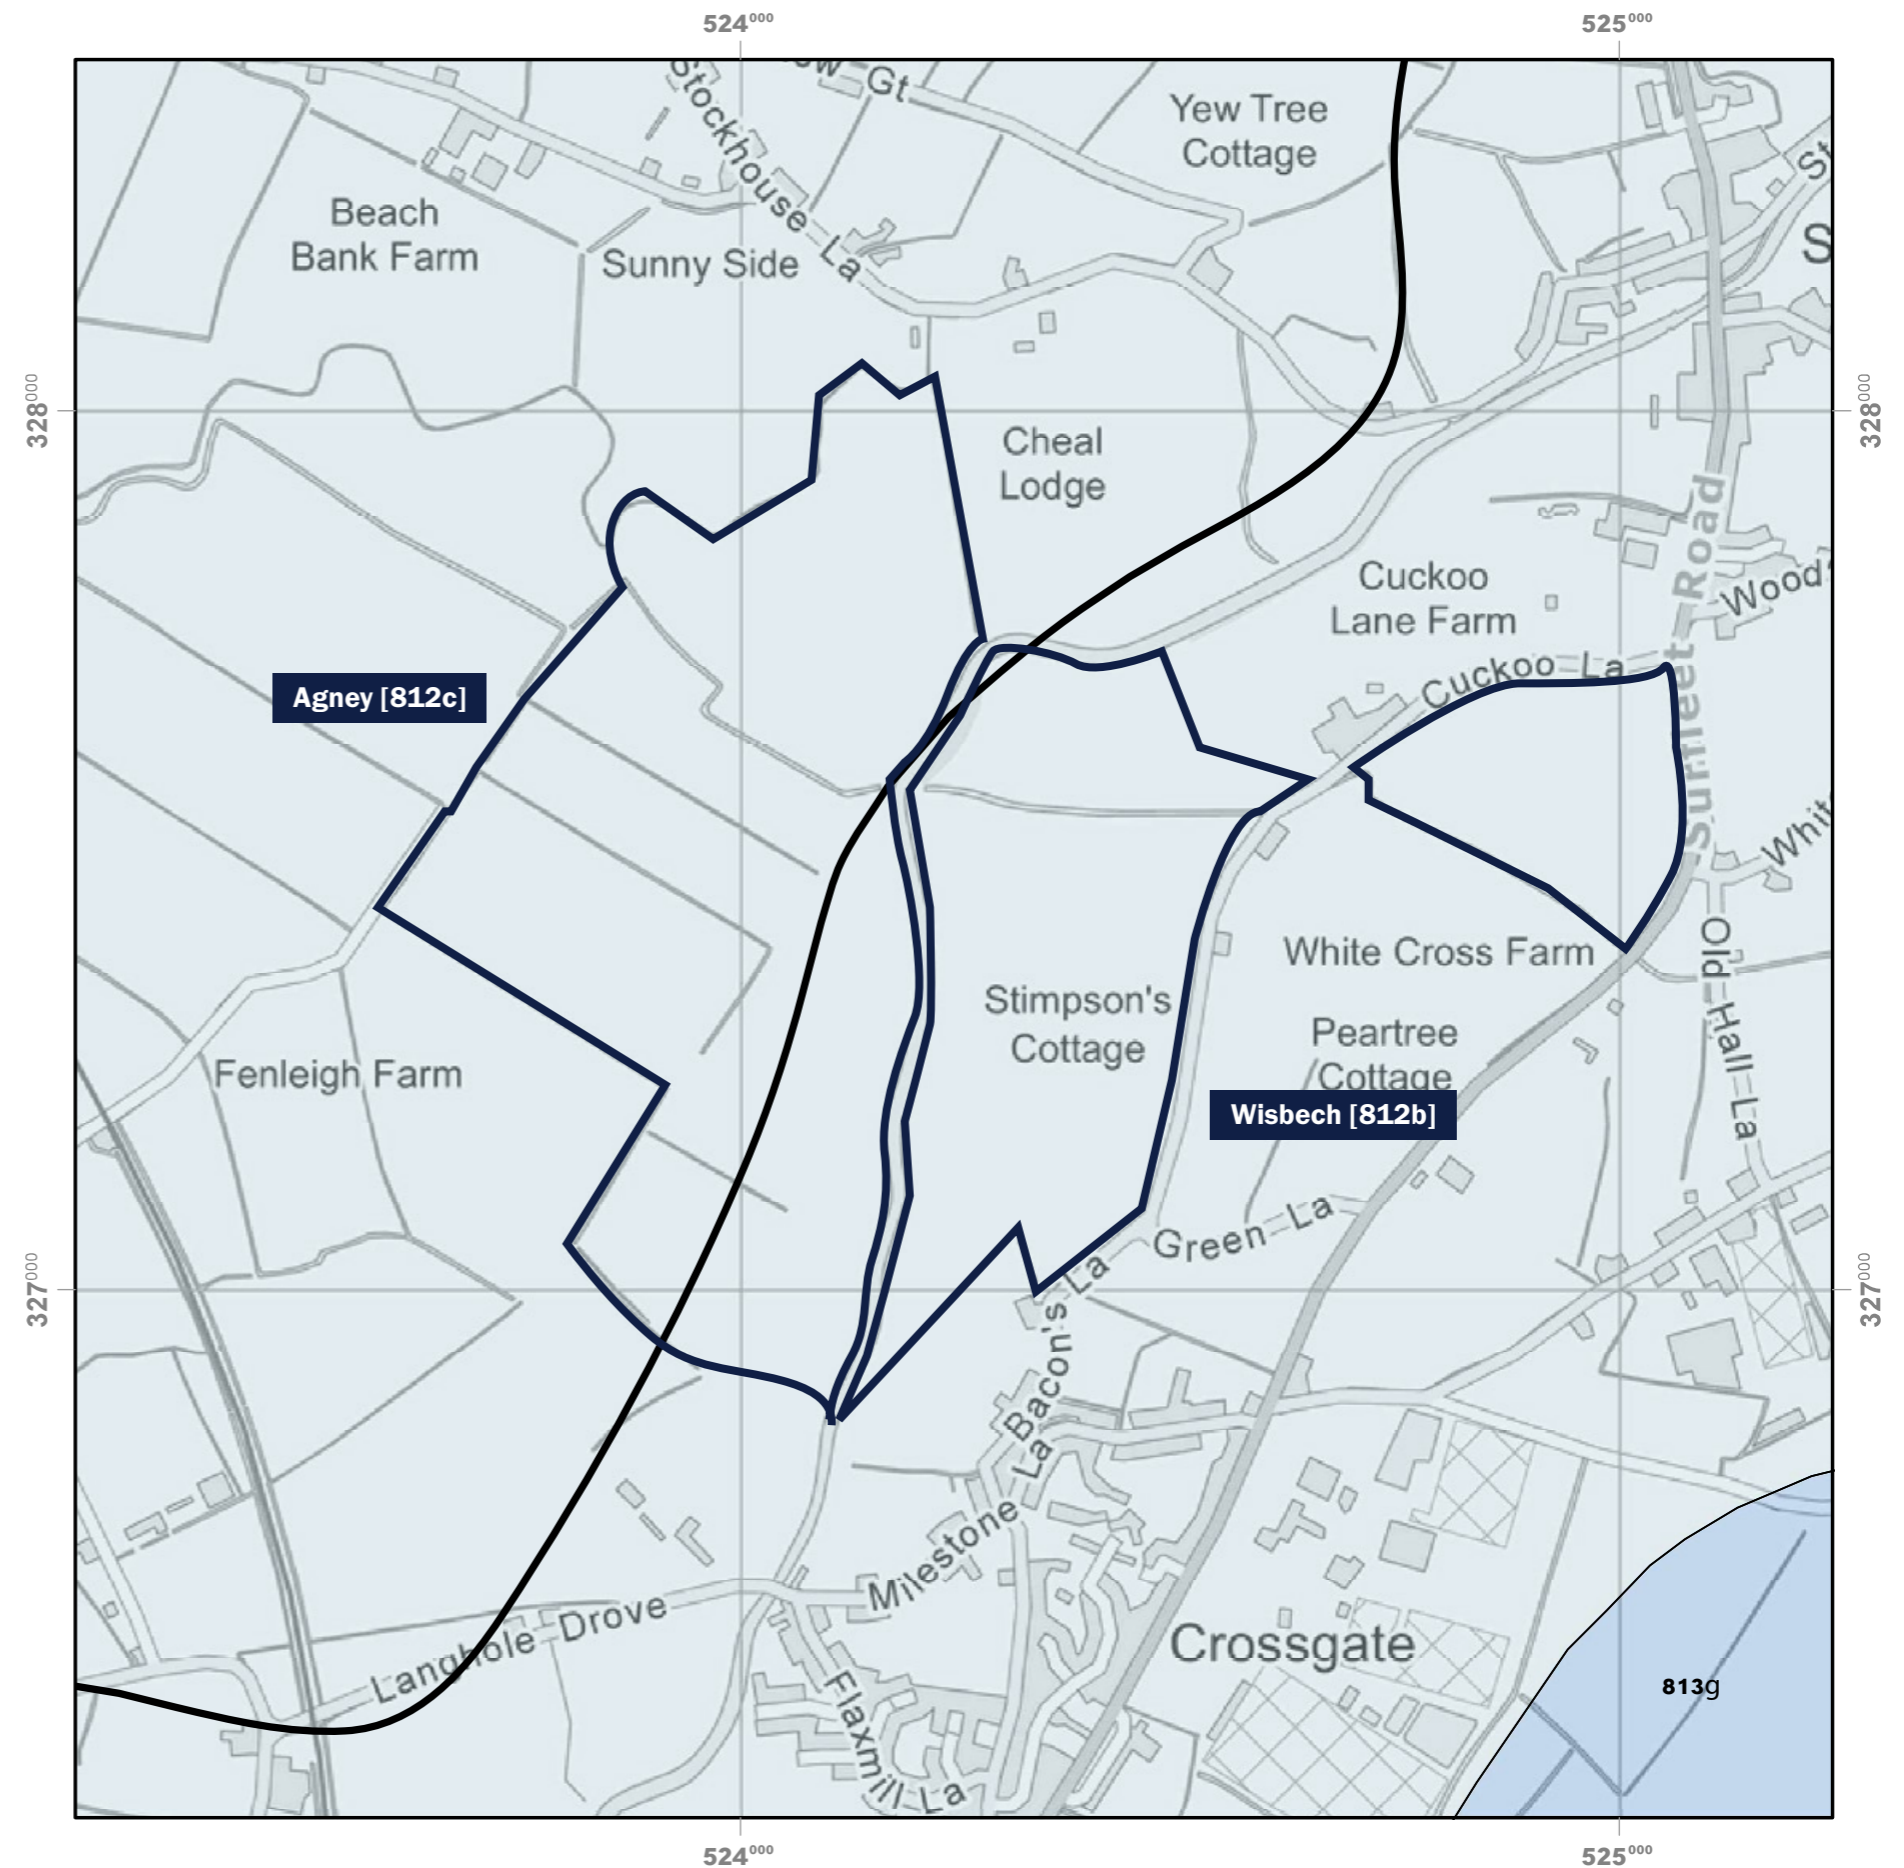 524000
525000
Stockhouse La
ow Gt
Yew Tree
Cottage
St
Beach
Bank Farm
Sunny Side
S
328000
328000
Cheal
Lodge
Cuckoo
Lane Farm
Wood
Cuckoo La
Surfleet Road
Agney [812c]
Whit
White Cross Farm
Old Hall La
Stimpson's
Cottage
Peartree
Cottage
Fenleigh Farm
Wisbech [812b]
Green La
327000
327000
Bacon's La
Milestone La
Langhole Drove
Crossgate
Flaxmill La
813g
524000
525000